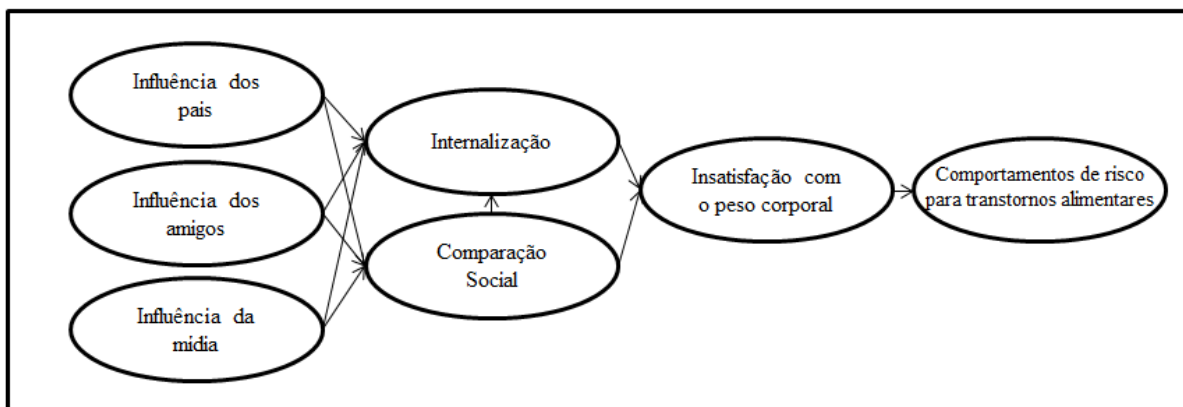 Influência dos
pais
Influência dos
amigos
Influência da
mídia
Internalização
Comparação
Social
Insatisfação com
o peso corporal
Comportamentos de risco
para transtornos alimentares